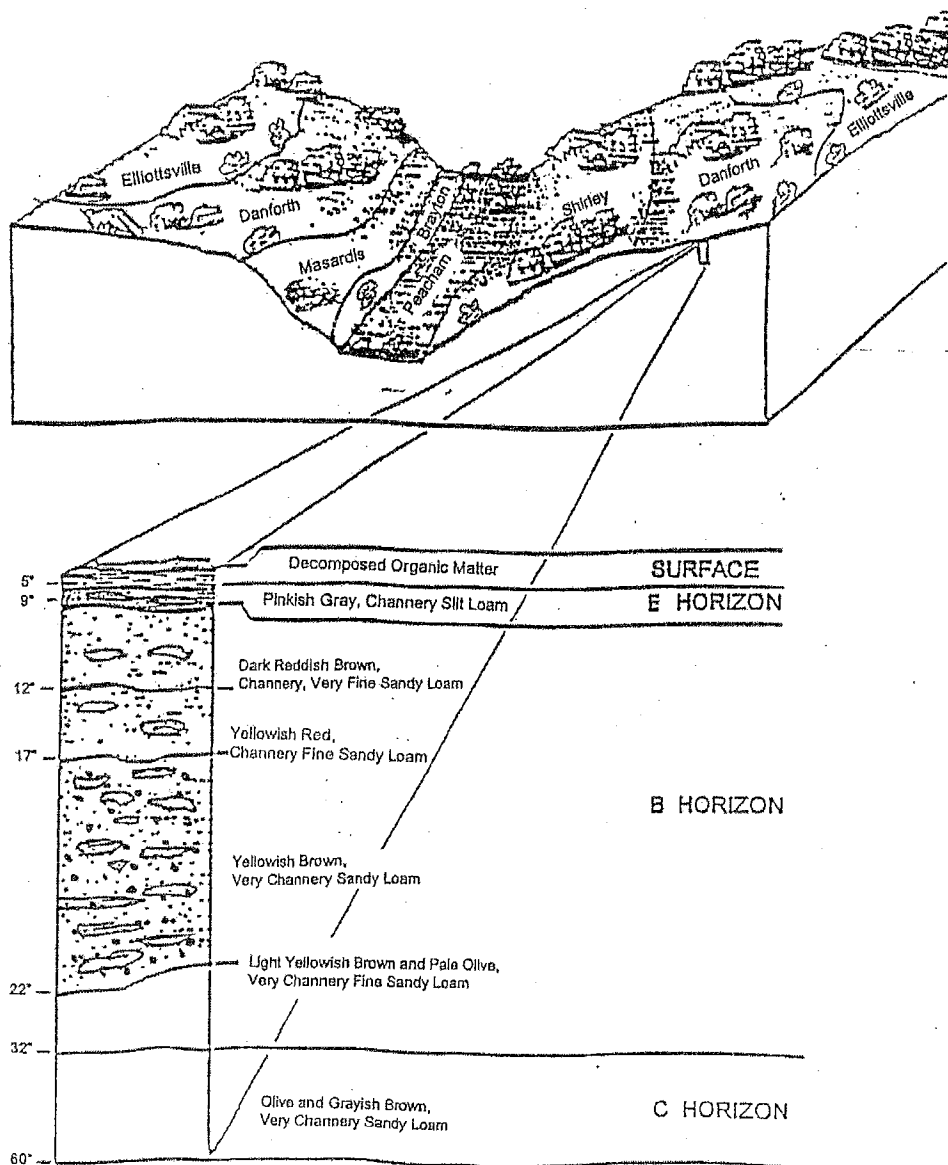 Elliottsville
Danforth
Masardis
Brayton
Peacham
Shirley
Danforth
Elliottsville
5"
Decomposed Organic Matter
SURFACE
9"
Pinkish Gray, Channery Silt Loam
E HORIZON
Dark Reddish Brown,
Channery, Very Fine Sandy Loam
12"
Yellowish Red,
Channery Fine Sandy Loam
17"
B HORIZON
Yellowish Brown,
Very Channery Sandy Loam
Light Yellowish Brown and Pale Olive,
Very Channery Fine Sandy Loam
22"
32"
Olive and Grayish Brown,
Very Channery Sandy Loam
C HORIZON
60"